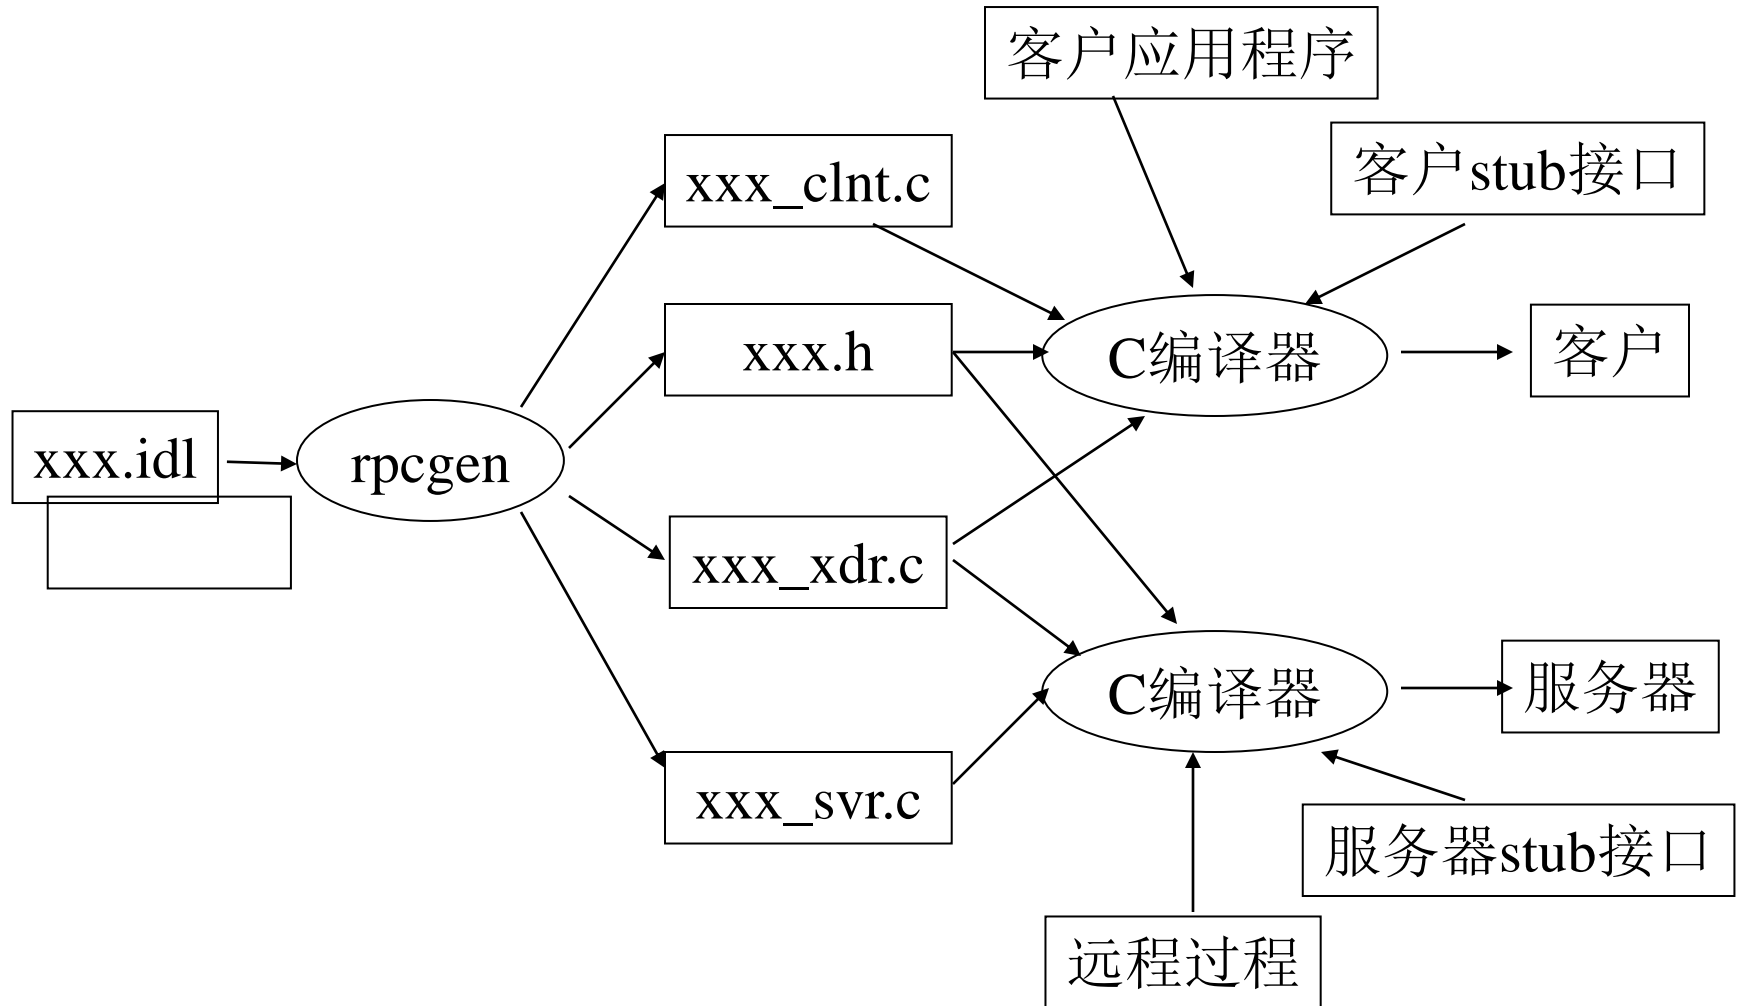 客户应用程序
客户stub接口
xxx_clnt.c
xxx.h
C编译器
客户
xxx.idl
rpcgen
xxx_xdr.c
C编译器
服务器
xxx_svr.c
服务器stub接口
远程过程